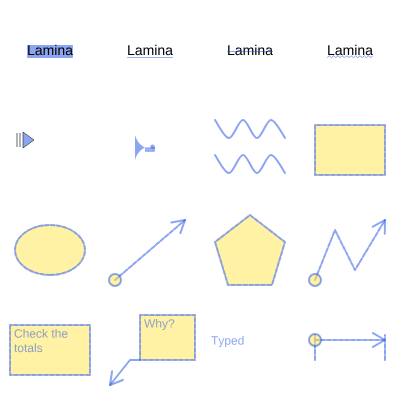 Lamina
Lamina
Lamina
Lamina
Check the
totals
Why?
Typed